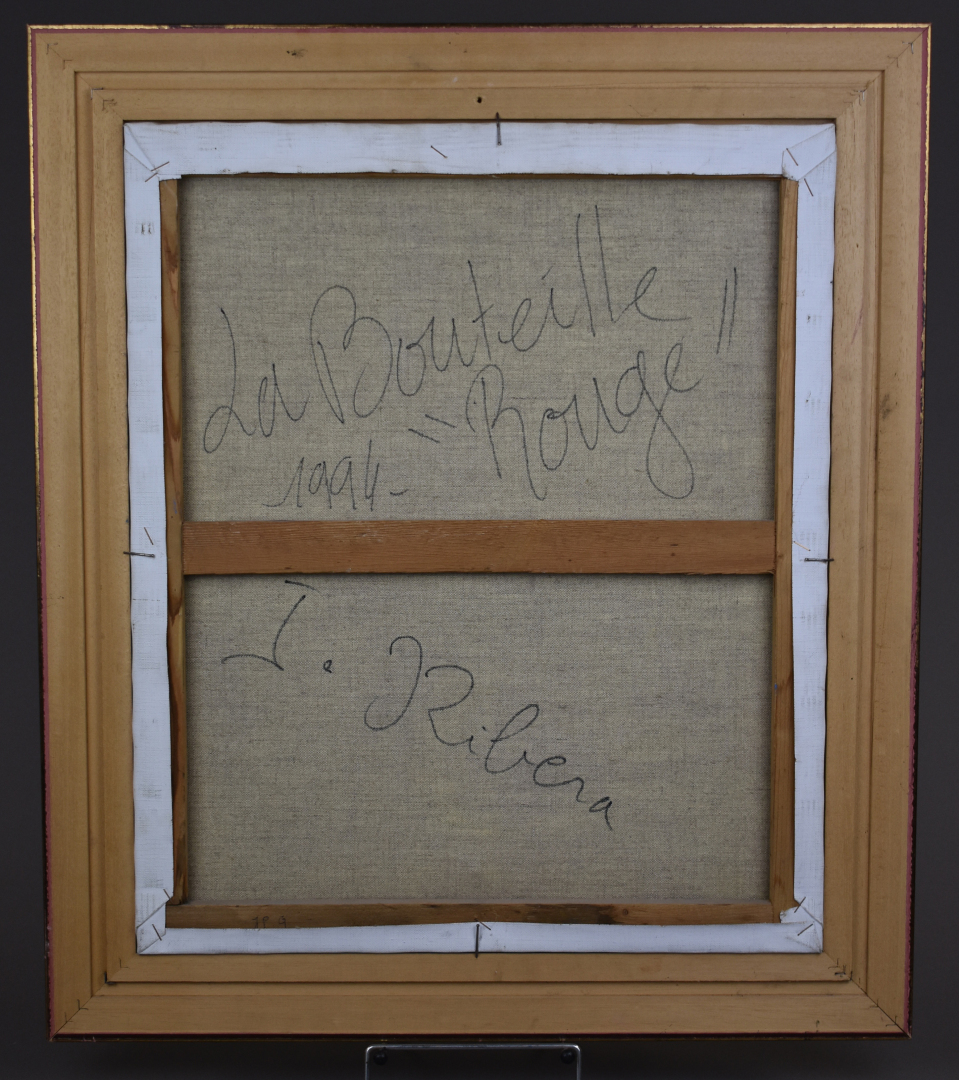 La Bouteille
"Rouge"
1994-
J. Ribera